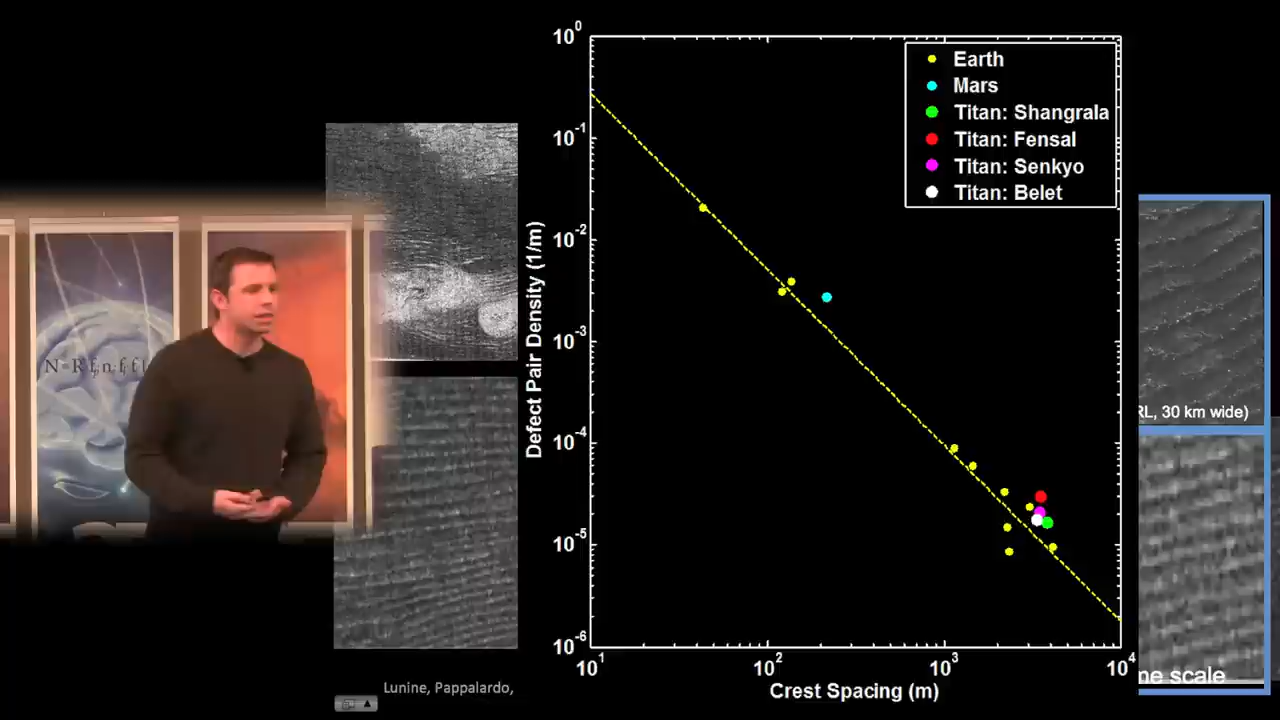 10^0
10^-1
10^-2
10^-3
10^-4
10^-5
10^-6
Defect Pair Density (1/m)
Earth
Mars
Titan: Shangrala
Titan: Fensal
Titan: Senkyo
Titan: Belet
10^1
10^2
10^3
10^4
Crest Spacing (m)
RL, 30 km wide)
me scale
Lunine, Pappalardo,